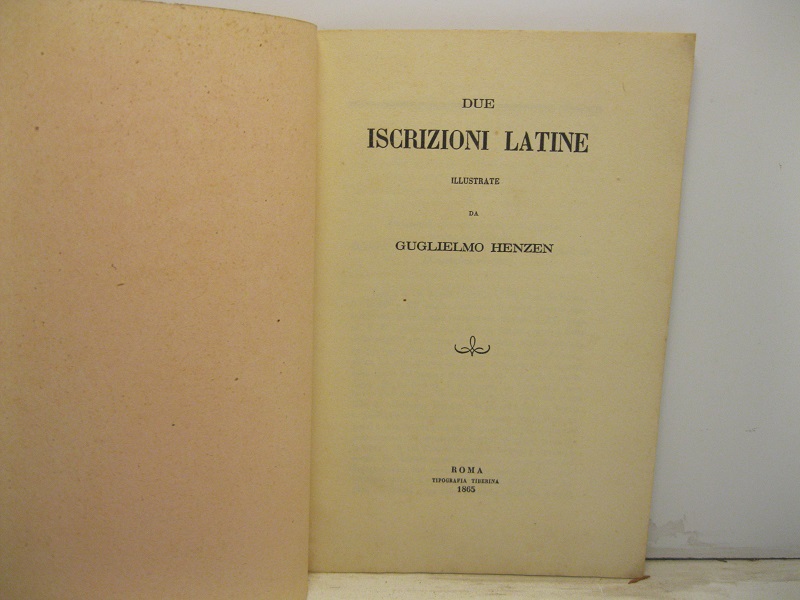 DUE
ISCRIZIONI LATINE
ILLUSTRATE
DA
GUGLIELMO HENZEN
ROMA
TIPOGRAFIA TIBERINA
1865